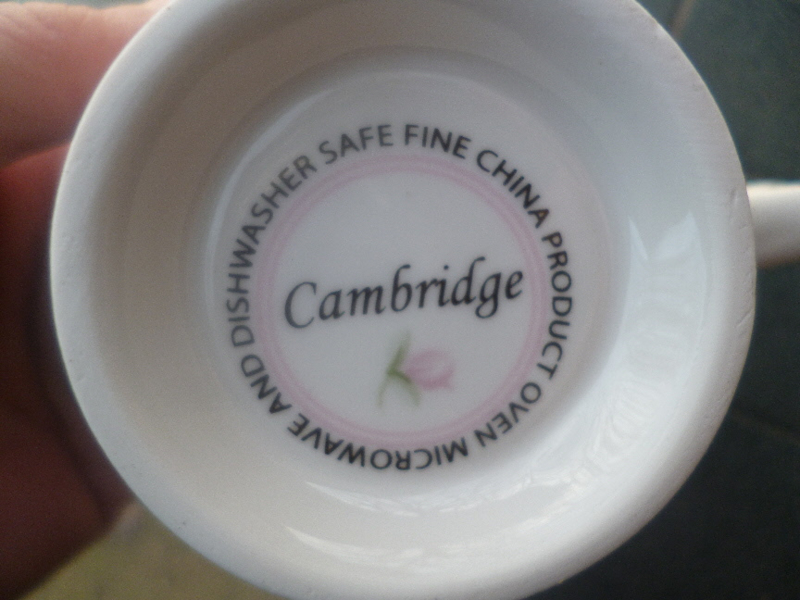 FINE CHINA PRODUCT OVEN MICROWAVE AND DISHWASHER SAFE
Cambridge